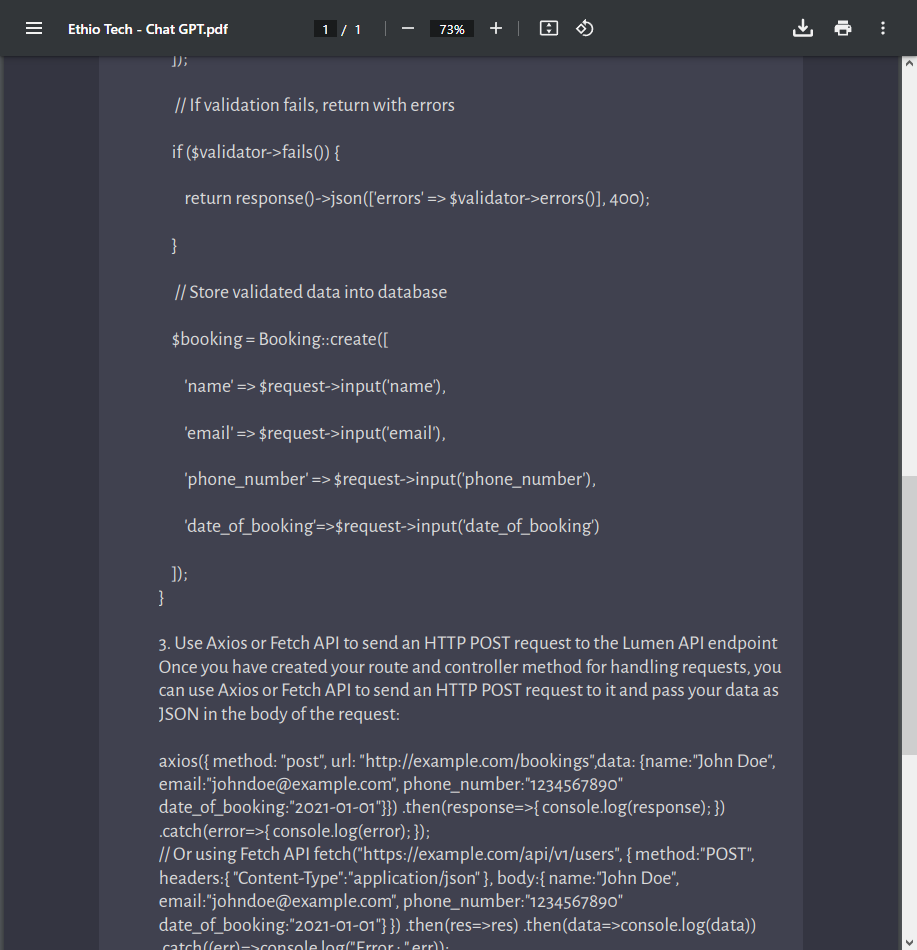 Ethio Tech - Chat GPT.pdf
1 / 1
73%
]);
// If validation fails, return with errors
if ($validator->fails()) {
return response()->json(['errors' => $validator->errors()], 400);
}
// Store validated data into database
$booking = Booking::create([
'name' => $request->input('name'),
'email' => $request->input('email'),
'phone_number' => $request->input('phone_number'),
'date_of_booking'=>$request->input('date_of_booking')
]);
}
3. Use Axios or Fetch API to send an HTTP POST request to the Lumen API endpoint
Once you have created your route and controller method for handling requests, you
can use Axios or Fetch API to send an HTTP POST request to it and pass your data as
JSON in the body of the request:
axios({ method: "post", url: "http://example.com/bookings",data: {name:"John Doe",
email:"johndoe@example.com", phone_number:"1234567890"
date_of_booking:"2021-01-01"}}) .then(response=>{ console.log(response); })
.catch(error=>{ console.log(error); });
// Or using Fetch API fetch("https://example.com/api/v1/users", { method:"POST",
headers:{ "Content-Type":"application/json" }, body:{ name:"John Doe",
email:"johndoe@example.com", phone_number:"1234567890"
date_of_booking:"2021-01-01"} }) .then(res=>res) .then(data=>console.log(data))
.catch((err)=>console.log("Error : ",err));